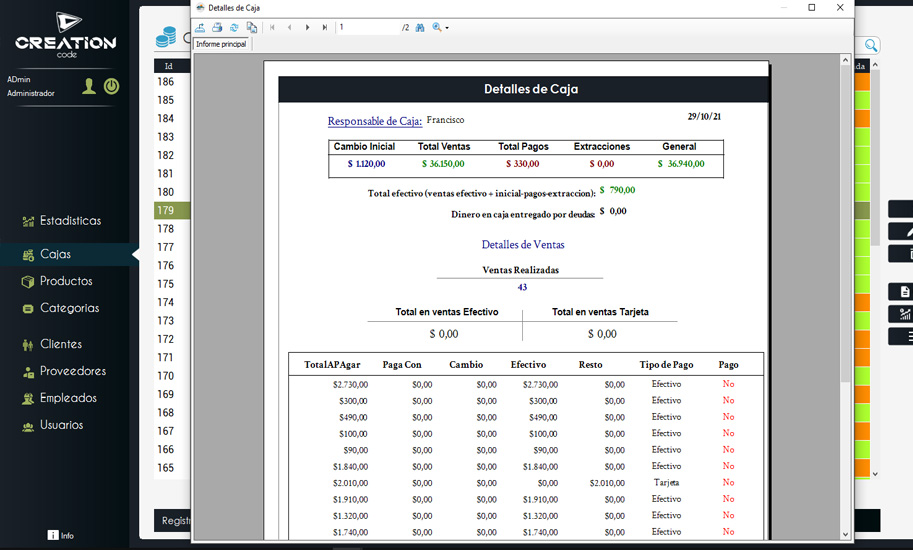 Detalles de Caja
CREATION
code
ADmin
Administrador
Estadisticas
Cajas
Productos
Categorias
Clientes
Proveedores
Empleados
Usuarios
Info
Id
186
185
184
183
182
181
180
179
178
177
176
175
174
173
172
171
170
169
168
167
166
165
1 /2
Informe principal
Detalles de Caja
29/10/21
Responsable de Caja: Francisco
Cambio Inicial Total Ventas Total Pagos Extracciones General
$ 1.120,00 $ 36.150,00 $ 330,00 $ 0,00 $ 36.940,00
Total efectivo (ventas efectivo + inicial-pagos-extraccion): $ 790,00
Dinero en caja entregado por deudas: $ 0,00
Detalles de Ventas
Ventas Realizadas
43
Total en ventas Efectivo Total en ventas Tarjeta
$ 0,00 $ 0,00
TotalAPAgar Paga Con Cambio Efectivo Resto Tipo de Pago Pago
$2.730,00 $0,00 $0,00 $2.730,00 $0,00 Efectivo No
$300,00 $0,00 $0,00 $300,00 $0,00 Efectivo No
$490,00 $0,00 $0,00 $490,00 $0,00 Efectivo No
$100,00 $0,00 $0,00 $100,00 $0,00 Efectivo No
$90,00 $0,00 $0,00 $90,00 $0,00 Efectivo No
$1.840,00 $0,00 $0,00 $1.840,00 $0,00 Efectivo No
$2.010,00 $0,00 $0,00 $0,00 $2.010,00 Tarjeta No
$1.910,00 $0,00 $0,00 $1.910,00 $0,00 Efectivo No
$1.320,00 $0,00 $0,00 $1.320,00 $0,00 Efectivo No
$1.740,00 $0,00 $0,00 $1.740,00 $0,00 Efectivo No